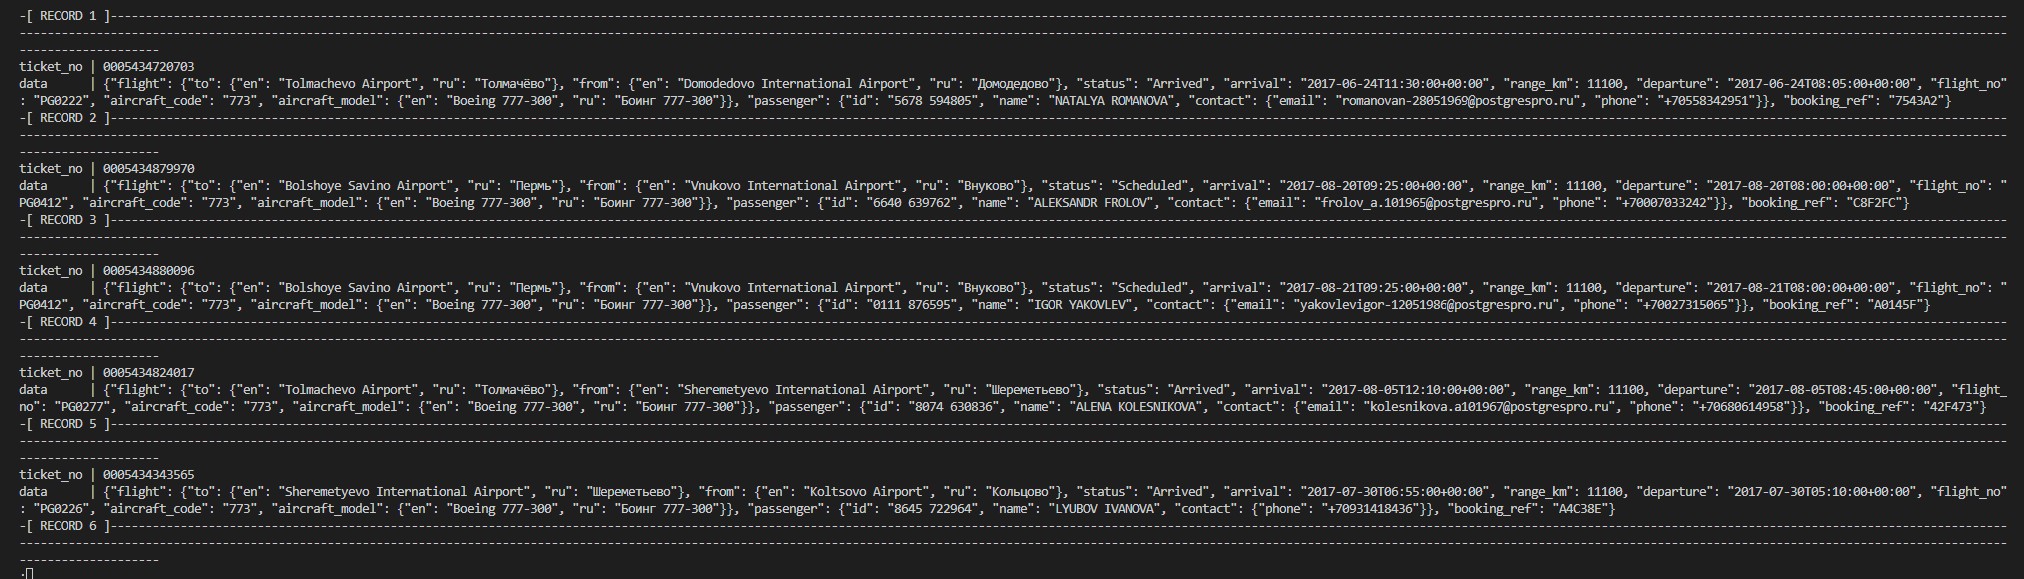 -[ RECORD 1 ]-----------------------------------------------------------------
ticket_no | 0005434720703
data      | {"flight": {"to": {"en": "Tolmachevo Airport", "ru": "Толмачёво"}, "from": {"en": "Domodedovo International Airport", "ru": "Домодедово"}, "status": "Arrived", "arrival": "2017-06-24T11:30:00+00:00", "range_km": 11100, "departure": "2017-06-24T08:05:00+00:00", "flight_no"
: "PG0222", "aircraft_code": "773", "aircraft_model": {"en": "Boeing 777-300", "ru": "Боинг 777-300"}}, "passenger": {"id": "5678 594805", "name": "NATALYA ROMANOVA", "contact": {"email": "romanovan-28051969@postgrespro.ru", "phone": "+70558342951"}}, "booking_ref": "7543A2"}
-[ RECORD 2 ]-----------------------------------------------------------------
ticket_no | 0005434879970
data      | {"flight": {"to": {"en": "Bolshoye Savino Airport", "ru": "Пермь"}, "from": {"en": "Vnukovo International Airport", "ru": "Внуково"}, "status": "Scheduled", "arrival": "2017-08-20T09:25:00+00:00", "range_km": 11100, "departure": "2017-08-20T08:00:00+00:00", "flight_no": "
PG0412", "aircraft_code": "773", "aircraft_model": {"en": "Boeing 777-300", "ru": "Боинг 777-300"}}, "passenger": {"id": "6640 639762", "name": "ALEKSANDR FROLOV", "contact": {"email": "frolov_a.101965@postgrespro.ru", "phone": "+70007033242"}}, "booking_ref": "C8F2FC"}
-[ RECORD 3 ]-----------------------------------------------------------------
ticket_no | 0005434880096
data      | {"flight": {"to": {"en": "Bolshoye Savino Airport", "ru": "Пермь"}, "from": {"en": "Vnukovo International Airport", "ru": "Внуково"}, "status": "Scheduled", "arrival": "2017-08-21T09:25:00+00:00", "range_km": 11100, "departure": "2017-08-21T08:00:00+00:00", "flight_no": "
PG0412", "aircraft_code": "773", "aircraft_model": {"en": "Boeing 777-300", "ru": "Боинг 777-300"}}, "passenger": {"id": "0111 876595", "name": "IGOR YAKOVLEV", "contact": {"email": "yakovlevigor-12051986@postgrespro.ru", "phone": "+70027315065"}}, "booking_ref": "A0145F"}
-[ RECORD 4 ]-----------------------------------------------------------------
ticket_no | 0005434824017
data      | {"flight": {"to": {"en": "Tolmachevo Airport", "ru": "Толмачёво"}, "from": {"en": "Sheremetyevo International Airport", "ru": "Шереметьево"}, "status": "Arrived", "arrival": "2017-08-05T12:10:00+00:00", "range_km": 11100, "departure": "2017-08-05T08:45:00+00:00", "flight_
no": "PG0277", "aircraft_code": "773", "aircraft_model": {"en": "Boeing 777-300", "ru": "Боинг 777-300"}}, "passenger": {"id": "8074 630836", "name": "ALENA KOLESNIKOVA", "contact": {"email": "kolesnikova.a101967@postgrespro.ru", "phone": "+70680614958"}}, "booking_ref": "42F473"}
-[ RECORD 5 ]-----------------------------------------------------------------
ticket_no | 0005434343565
data      | {"flight": {"to": {"en": "Sheremetyevo International Airport", "ru": "Шереметьево"}, "from": {"en": "Koltsovo Airport", "ru": "Кольцово"}, "status": "Arrived", "arrival": "2017-07-30T06:55:00+00:00", "range_km": 11100, "departure": "2017-07-30T05:10:00+00:00", "flight_no"
: "PG0226", "aircraft_code": "773", "aircraft_model": {"en": "Boeing 777-300", "ru": "Боинг 777-300"}}, "passenger": {"id": "8645 722964", "name": "LYUBOV IVANOVA", "contact": {"phone": "+70931418436"}}, "booking_ref": "A4C38E"}
-[ RECORD 6 ]-----------------------------------------------------------------
: